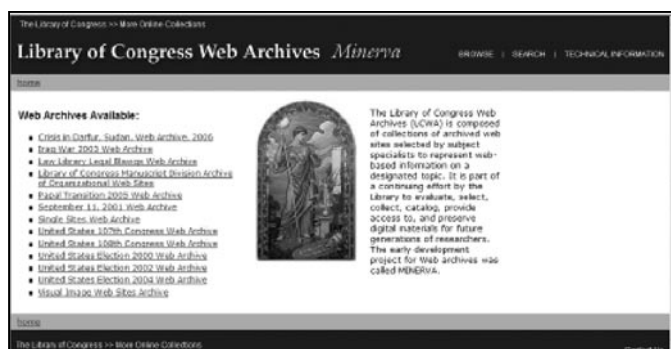 The Library of Congress >> More Online Collections
Library of Congress Web Archives Minerva
BROWSE | SEARCH | TECHNICAL INFORMATION
home
Web Archives Available:
Crisis in Darfur, Sudan, Web Archive, 2006
Iraq War 2003 Web Archive
Law Library Legal Blawgs Web Archive
Library of Congress Manuscript Division Archive
of Organizational Web Sites
Papal Transition 2005 Web Archive
September 11, 2001 Web Archive
Single Sites Web Archive
United States 107th Congress Web Archive
United States 108th Congress Web Archive
United States Election 2000 Web Archive
United States Election 2002 Web Archive
United States Election 2004 Web Archive
Visual Image Web Sites Archive
The Library of Congress Web
Archives (LCWA) is composed
of collections of archived web
sites selected by subject
specialists to represent web-
based information on a
designated topic. It is part of
a continuing effort by the
Library to evaluate, select,
collect, catalog, provide
access to, and preserve
digital materials for future
generations of researchers.
The early development
project for Web archives was
called MINERVA.
home
The Library of Congress >> More Online Collections
Contact Us